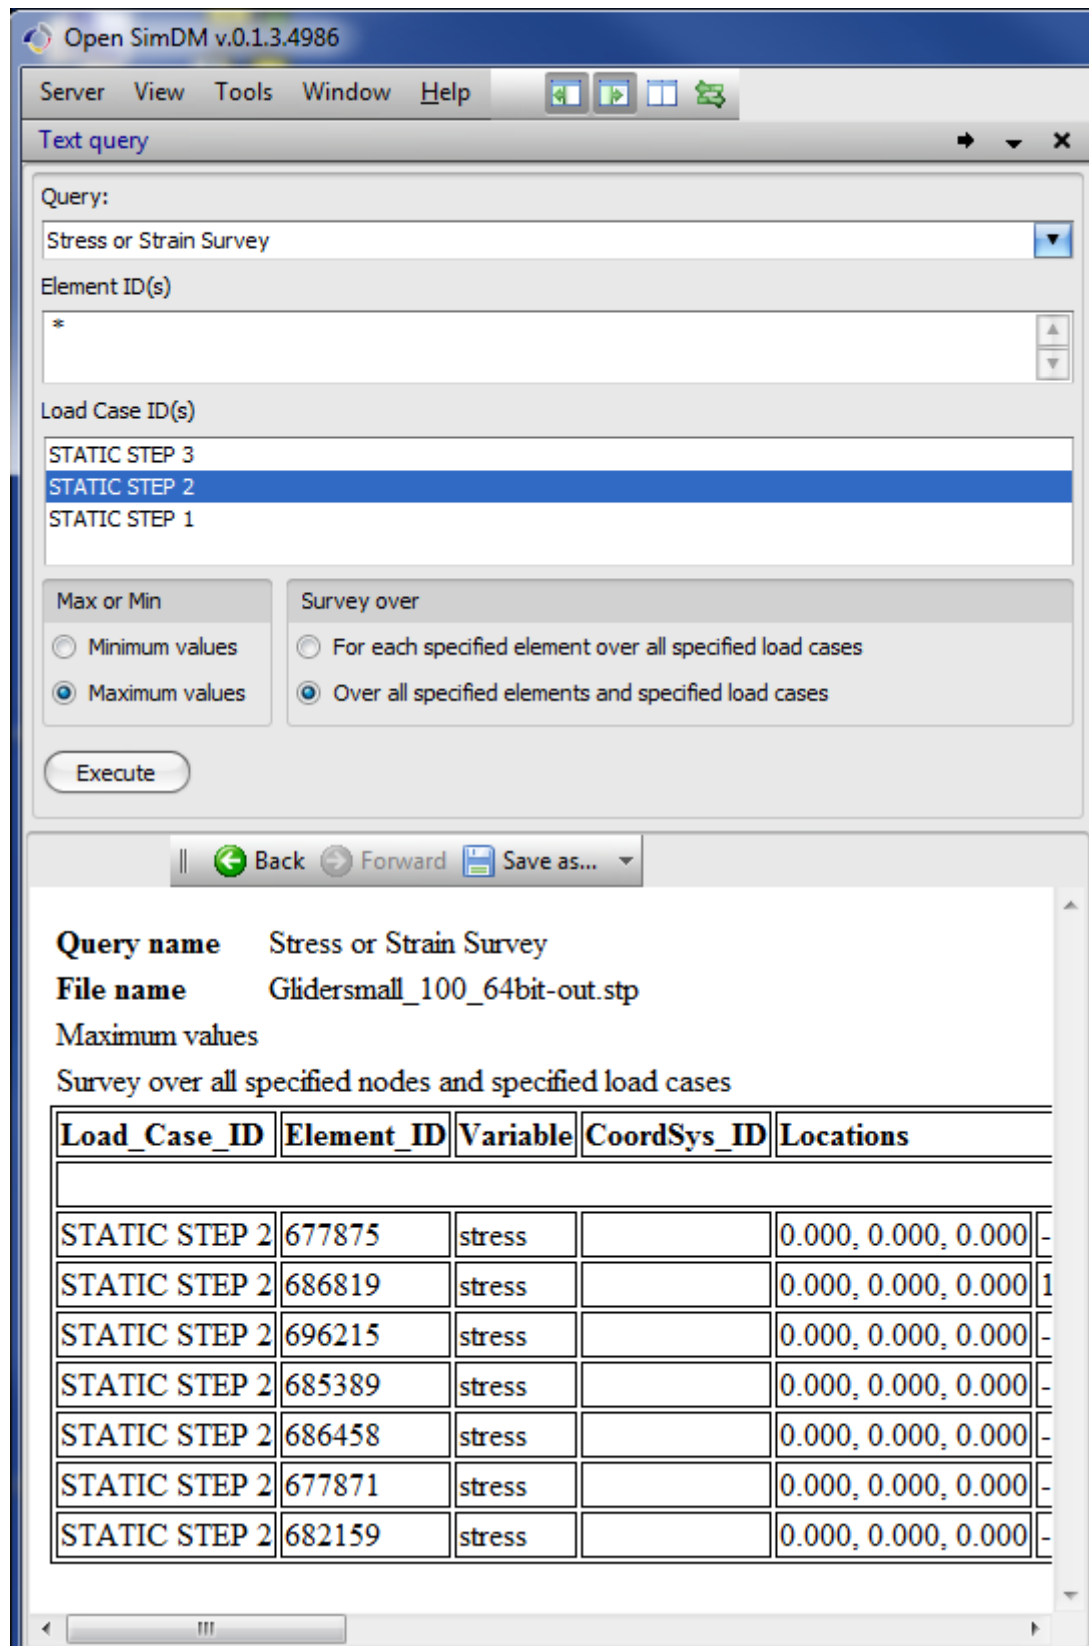 Open SimDM v.0.1.3.4986
Server View Tools Window Help
Text query
Query:
Stress or Strain Survey
Element ID(s)
*
Load Case ID(s)
STATIC STEP 3
STATIC STEP 2
STATIC STEP 1
Max or Min Survey over
Minimum values For each specified element over all specified load cases
Maximum values Over all specified elements and specified load cases
Execute
Back Forward Save as...
Query name Stress or Strain Survey
File name Glidersmall_100_64bit-out.stp
Maximum values
Survey over all specified nodes and specified load cases
Load_Case_ID Element_ID Variable CoordSys_ID Locations
STATIC STEP 2 677875 stress 0.000, 0.000, 0.000 -
STATIC STEP 2 686819 stress 0.000, 0.000, 0.000 1
STATIC STEP 2 696215 stress 0.000, 0.000, 0.000 -
STATIC STEP 2 685389 stress 0.000, 0.000, 0.000 -
STATIC STEP 2 686458 stress 0.000, 0.000, 0.000 -
STATIC STEP 2 677871 stress 0.000, 0.000, 0.000 -
STATIC STEP 2 682159 stress 0.000, 0.000, 0.000 -